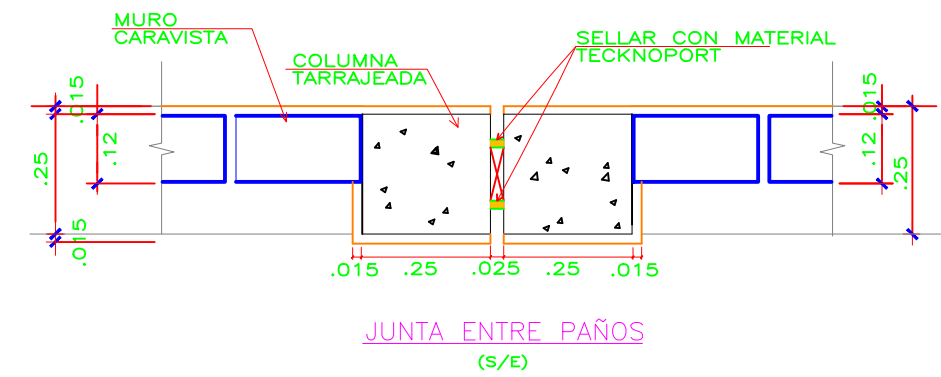 MURO
CARAVISTA
COLUMNA
TARRAJEADA
SELLAR CON MATERIAL
TECKNOPORT
.015
.12
.25
.015
.015
.12
.25
.015
.25
.025
.25
.015
JUNTA ENTRE PAÑOS
(S/E)